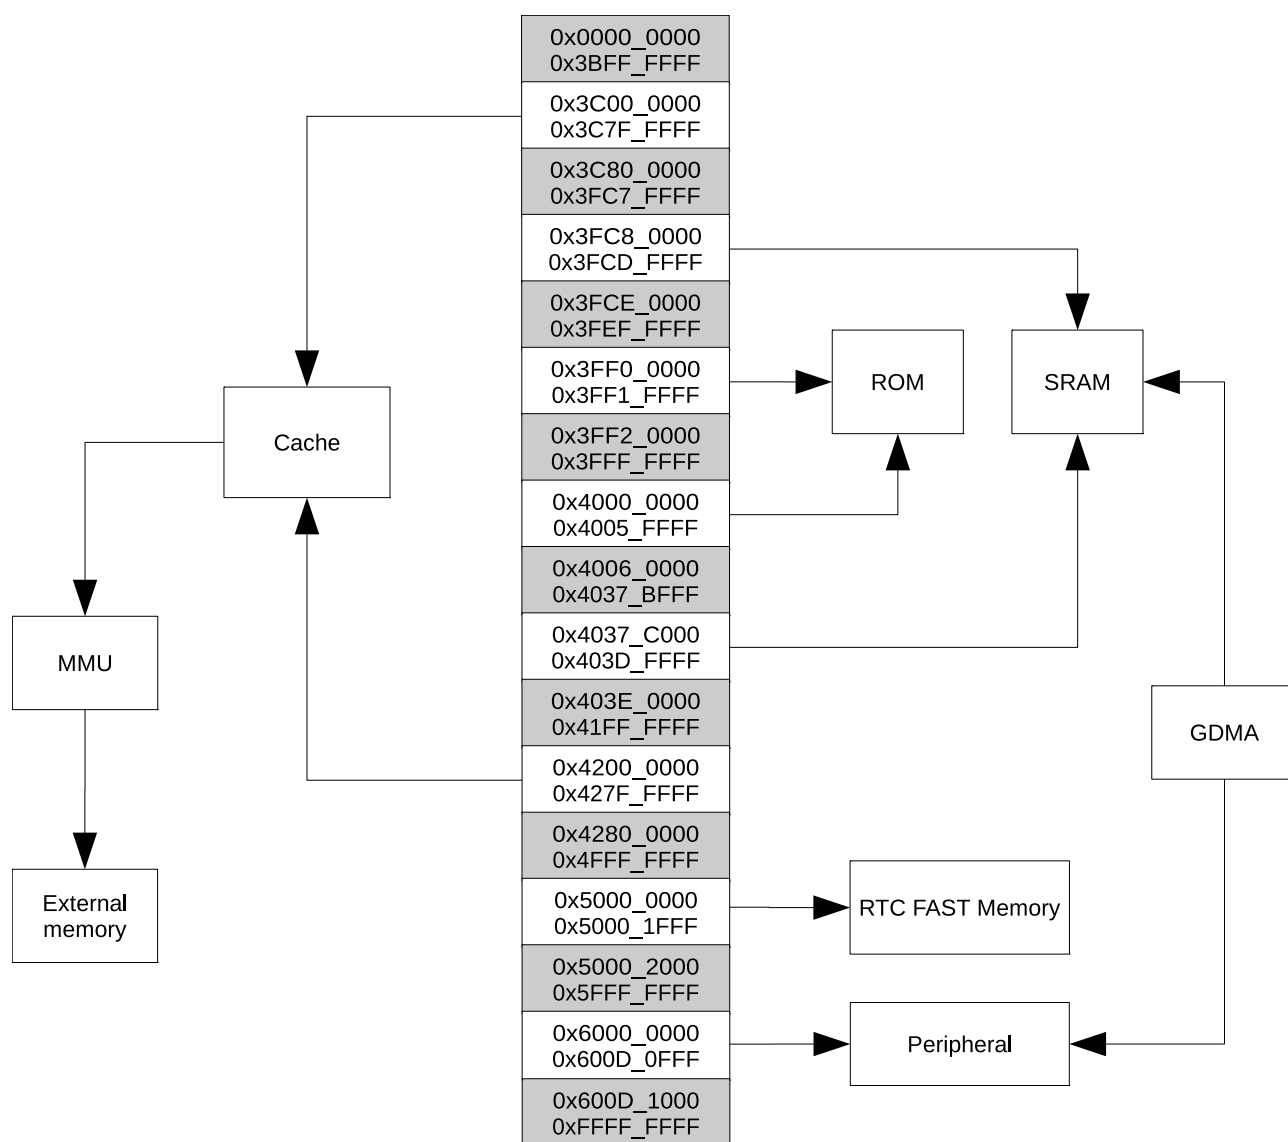 0x0000_0000
0x3BFF_FFFF
0x3C00_0000
0x3C7F_FFFF
0x3C80_0000
0x3FC7_FFFF
0x3FC8_0000
0x3FCD_FFFF
0x3FCE_0000
0x3FEF_FFFF
0x3FF0_0000
0x3FF1_FFFF
0x3FF2_0000
0x3FFF_FFFF
0x4000_0000
0x4005_FFFF
0x4006_0000
0x4037_BFFF
0x4037_C000
0x403D_FFFF
0x403E_0000
0x41FF_FFFF
0x4200_0000
0x427F_FFFF
0x4280_0000
0x4FFF_FFFF
0x5000_0000
0x5000_1FFF
0x5000_2000
0x5FFF_FFFF
0x6000_0000
0x600D_0FFF
0x600D_1000
0xFFFF_FFFF
Cache
MMU
External
memory
ROM
SRAM
GDMA
RTC FAST Memory
Peripheral